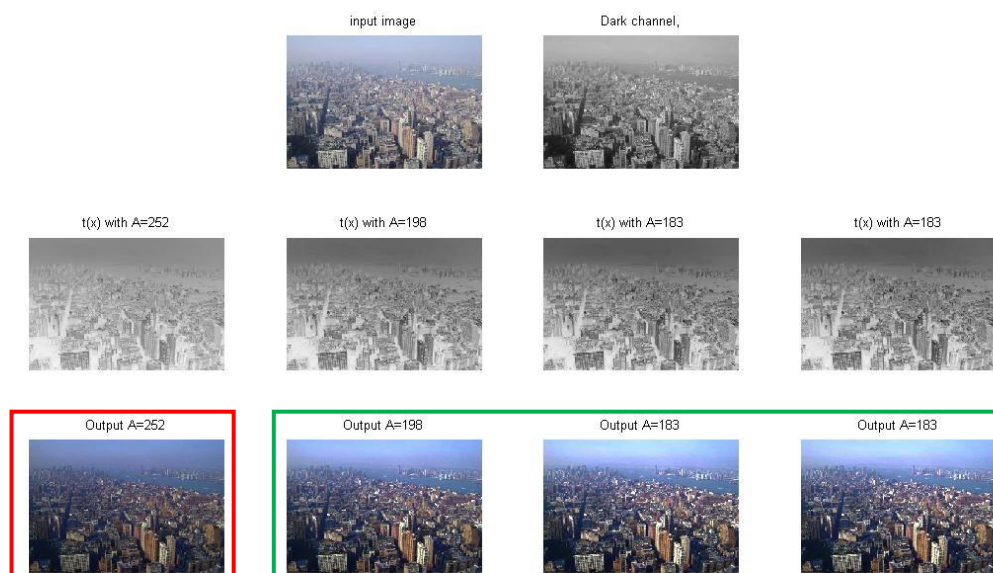 input image
Dark channel,
t(x) with A=252
t(x) with A=198
t(x) with A=183
t(x) with A=183
Output A=252
Output A=198
Output A=183
Output A=183